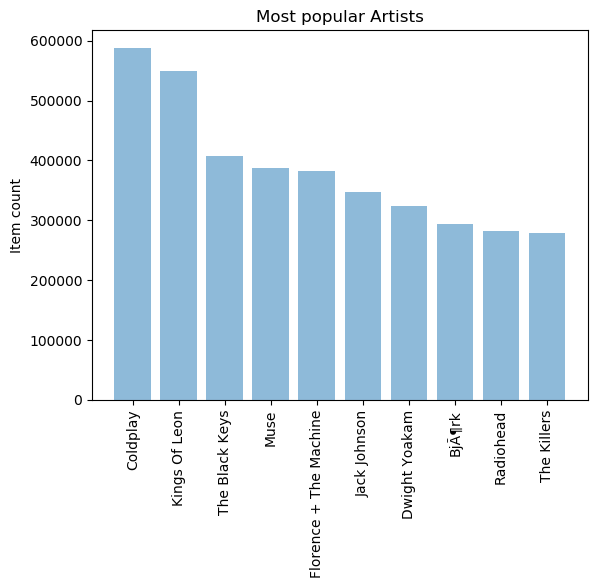 Most popular Artists
Item count
600000
500000
400000
300000
200000
100000
0
Coldplay
Kings Of Leon
The Black Keys
Muse
Florence + The Machine
Jack Johnson
Dwight Yoakam
BjÃ¶rk
Radiohead
The Killers